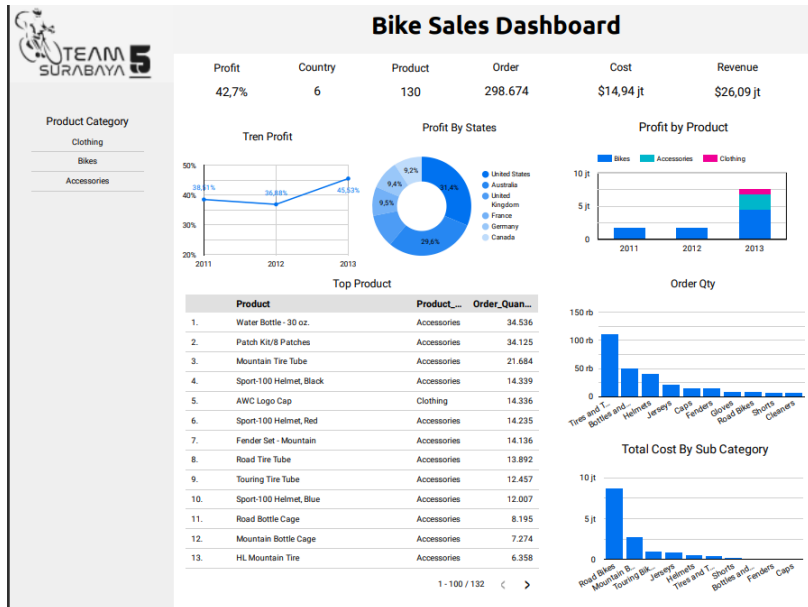 Bike Sales Dashboard
TEAM 5
SURABAYA
Profit Country Product Order Cost Revenue
42,7% 6 130 298.674 $14,94 jt $26,09 jt
Product Category
Clothing
Bikes
Accessories
Tren Profit
50%
40%
30%
20%
38,51%
36,88%
45,53%
2011 2012 2013
Profit By States
31,4%
29,6%
9,5%
9,4%
9,2%
United States
Australia
United
Kingdom
France
Germany
Canada
Profit by Product
Bikes Accessories Clothing
10 jt
5 jt
0
2011 2012 2013
Top Product
Product Product_... Order_Quan...
1. Water Bottle - 30 oz. Accessories 34.536
2. Patch Kit/8 Patches Accessories 34.125
3. Mountain Tire Tube Accessories 21.684
4. Sport-100 Helmet, Black Accessories 14.339
5. AWC Logo Cap Clothing 14.336
6. Sport-100 Helmet, Red Accessories 14.235
7. Fender Set - Mountain Accessories 14.136
8. Road Tire Tube Accessories 13.892
9. Touring Tire Tube Accessories 12.457
10. Sport-100 Helmet, Blue Accessories 12.007
11. Road Bottle Cage Accessories 8.195
12. Mountain Bottle Cage Accessories 7.274
13. HL Mountain Tire Accessories 6.358
1 - 100 / 132 < >
Order Qty
150 rb
100 rb
50 rb
0
Tires and T... Bottles and... Helmets Jerseys Caps Fenders Gloves Road Bikes Shorts Cleaners
Total Cost By Sub Category
10 jt
5 jt
0
Road Bikes Mountain B... Touring Bik... Jerseys Helmets Tires and T... Shorts Bottles and... Fenders Caps